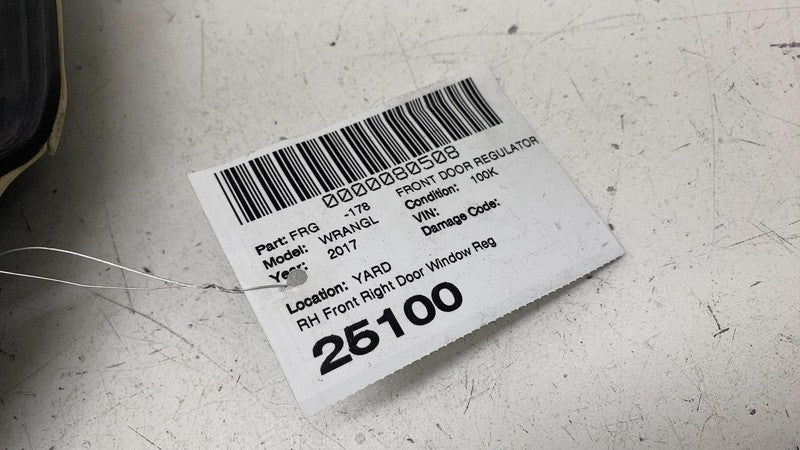 0000080508
Part: FRG -178 FRONT DOOR REGULATOR
Model: WRANGL Condition: 100K
Year: 2017 VIN:
Damage Code:
Location: YARD
RH Front Right Door Window Reg
25100